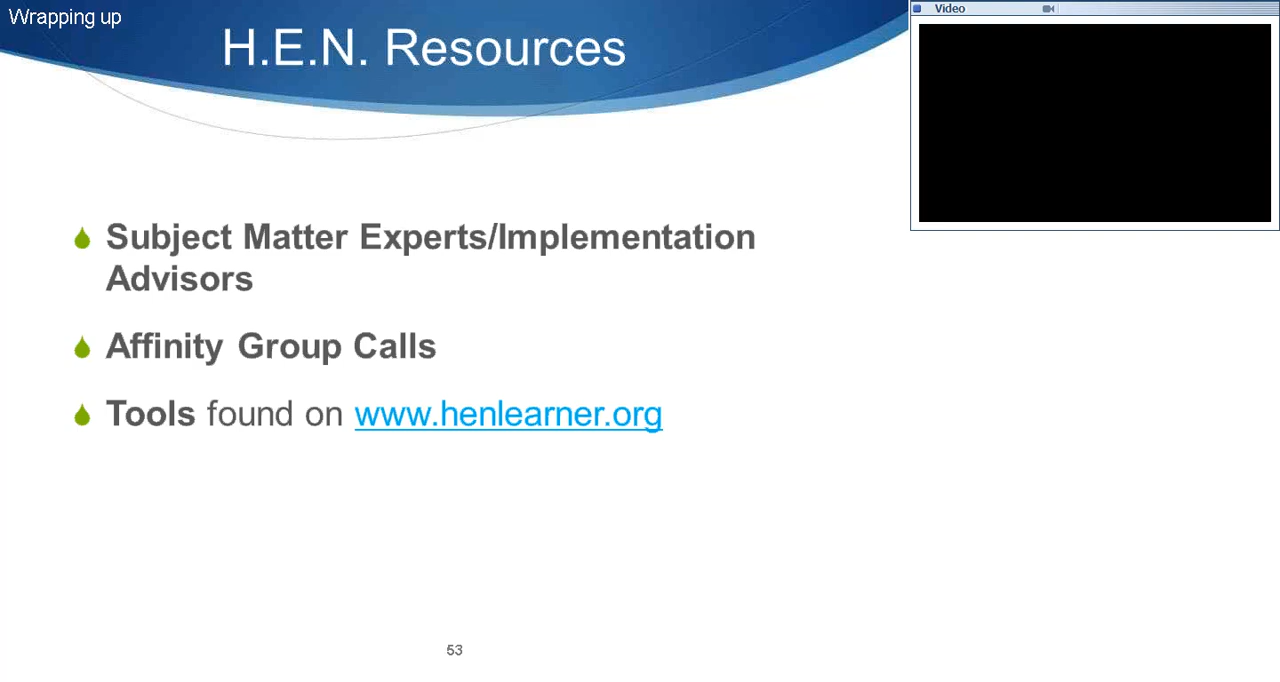 Wrapping up
Video
H.E.N. Resources
Subject Matter Experts/Implementation
Advisors
Affinity Group Calls
Tools found on www.henlearner.org
53